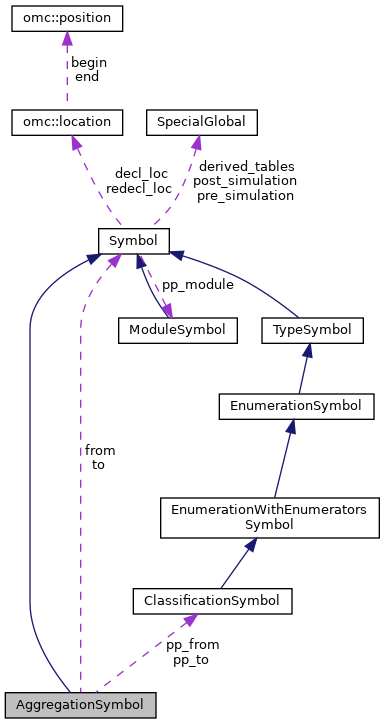 omc::position
begin
end
omc::location
SpecialGlobal
decl_loc
redecl_loc
derived_tables
post_simulation
pre_simulation
Symbol
pp_module
ModuleSymbol
TypeSymbol
EnumerationSymbol
from
to
EnumerationWithEnumerators
Symbol
ClassificationSymbol
pp_from
pp_to
AggregationSymbol